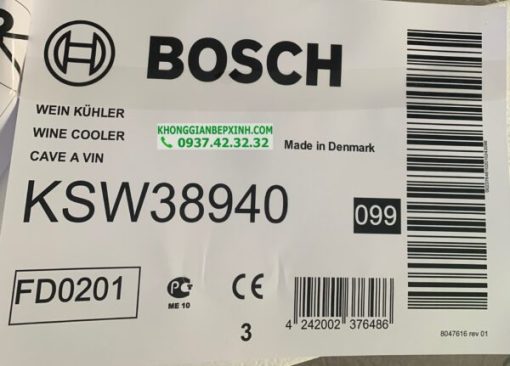 BOSCH
WEIN KÜHLER
WINE COOLER
CAVE A VIN
KHONGGIANBEPXINH.COM
0937.42.32.32
Made in Denmark
KSW38940
099
FD0201
ME 10
CE
3
4 242002 376486
8047616 rev 01